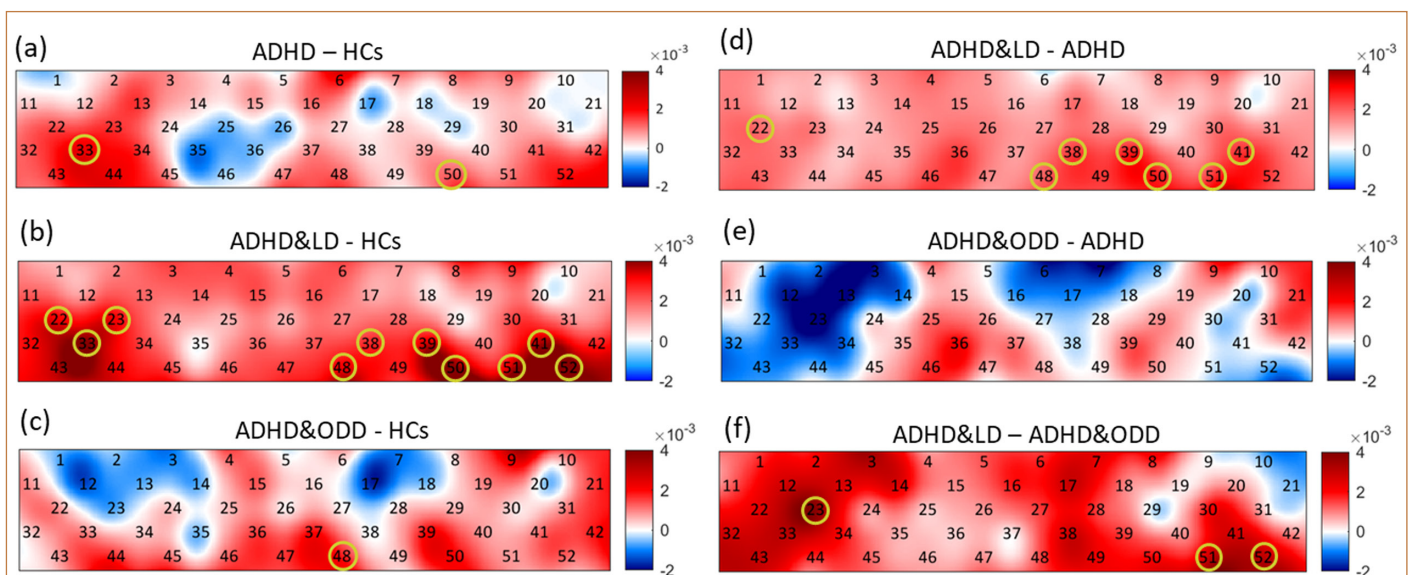 (a)
ADHD – HCs
×10⁻³
1 2 3 4 5 6 7 8 9 10
11 12 13 14 15 16 17 18 19 20 21
22 23 24 25 26 27 28 29 30 31
32 33 34 35 36 37 38 39 40 41 42
43 44 45 46 47 48 49 50 51 52
4
2
0
-2
(b)
ADHD&LD - HCs
×10⁻³
1 2 3 4 5 6 7 8 9 10
11 12 13 14 15 16 17 18 19 20 21
22 23 24 25 26 27 28 29 30 31
32 33 34 35 36 37 38 39 40 41 42
43 44 45 46 47 48 49 50 51 52
4
2
0
-2
(c)
ADHD&ODD - HCs
×10⁻³
1 2 3 4 5 6 7 8 9 10
11 12 13 14 15 16 17 18 19 20 21
22 23 24 25 26 27 28 29 30 31
32 33 34 35 36 37 38 39 40 41 42
43 44 45 46 47 48 49 50 51 52
4
2
0
-2
(d)
ADHD&LD - ADHD
×10⁻³
1 2 3 4 5 6 7 8 9 10
11 12 13 14 15 16 17 18 19 20 21
22 23 24 25 26 27 28 29 30 31
32 33 34 35 36 37 38 39 40 41 42
43 44 45 46 47 48 49 50 51 52
4
2
0
-2
(e)
ADHD&ODD - ADHD
×10⁻³
1 2 3 4 5 6 7 8 9 10
11 12 13 14 15 16 17 18 19 20 21
22 23 24 25 26 27 28 29 30 31
32 33 34 35 36 37 38 39 40 41 42
43 44 45 46 47 48 49 50 51 52
4
2
0
-2
(f)
ADHD&LD – ADHD&ODD
×10⁻³
1 2 3 4 5 6 7 8 9 10
11 12 13 14 15 16 17 18 19 20 21
22 23 24 25 26 27 28 29 30 31
32 33 34 35 36 37 38 39 40 41 42
43 44 45 46 47 48 49 50 51 52
4
2
0
-2